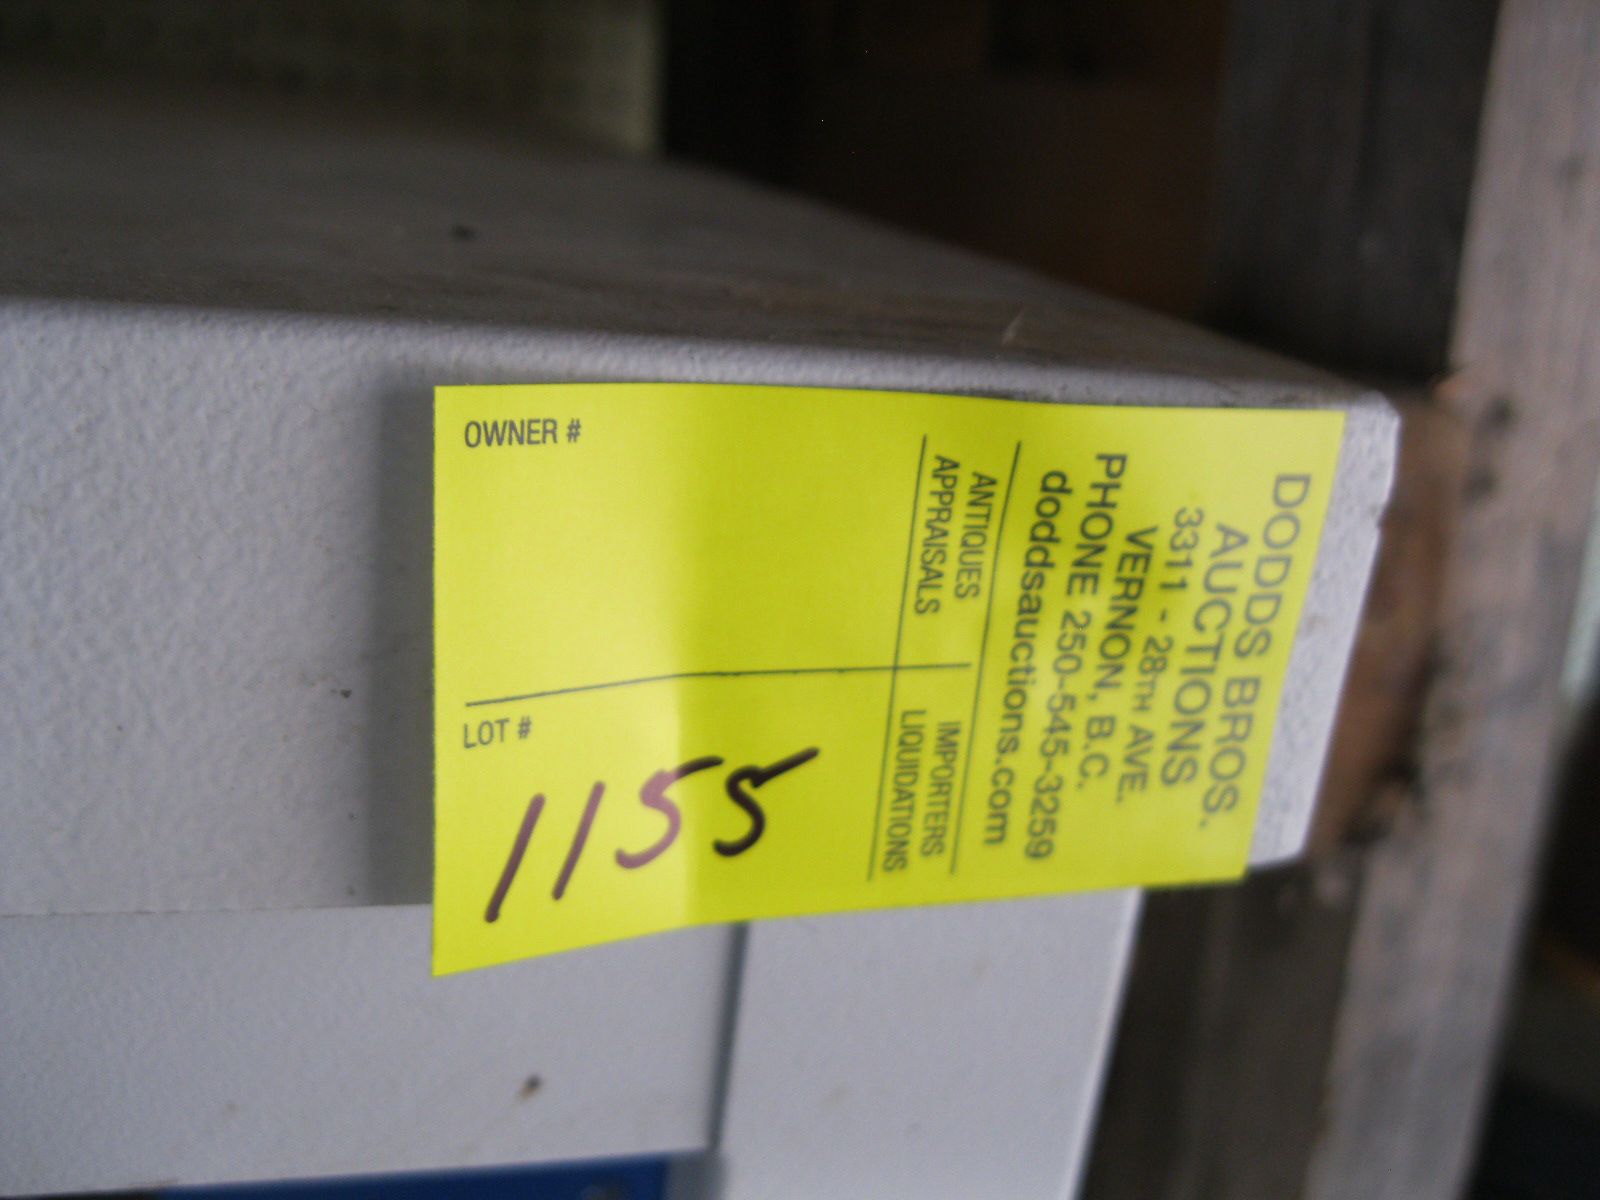 DODDS BROS.
AUCTIONS
3311 - 28TH AVE.
VERNON, B.C.
PHONE 250-545-3259
doddsauctions.com
ANTIQUES
APPRAISALS
IMPORTERS
LIQUIDATIONS
OWNER #
LOT #
1155